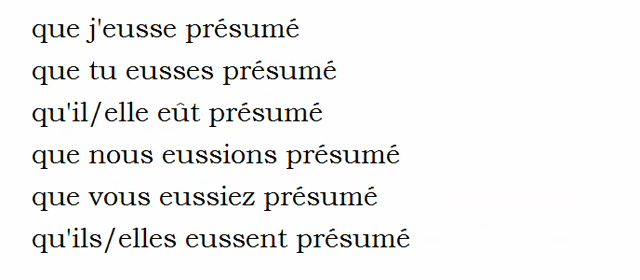 que j'eusse présumé
que tu eusses présumé
qu'il/elle eût présumé
que nous eussions présumé
que vous eussiez présumé
qu'ils/elles eussent présumé